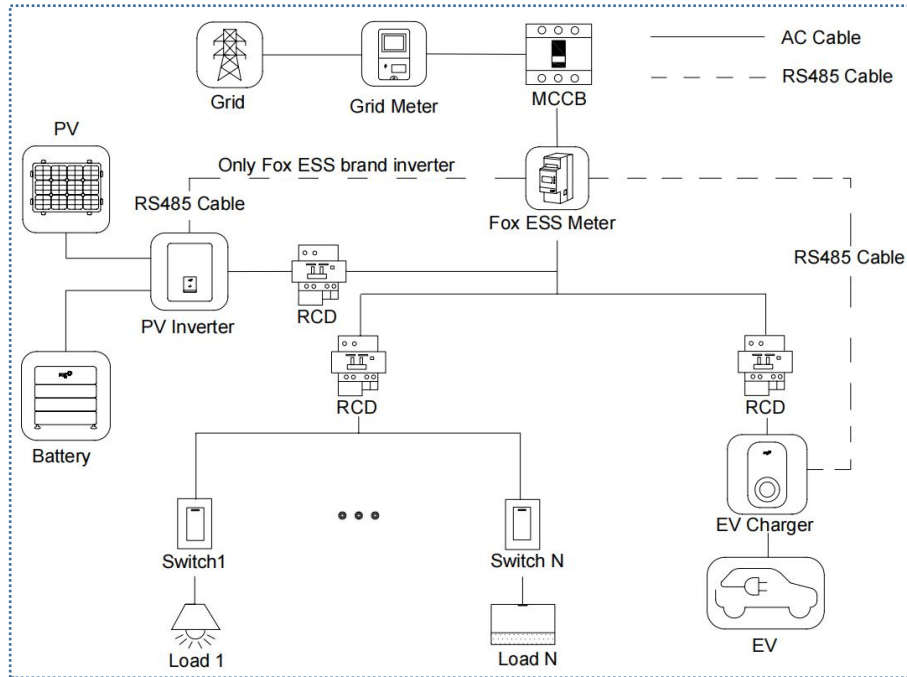 AC Cable
RS485 Cable
Grid
Grid Meter
MCCB
PV
Only Fox ESS brand inverter
RS485 Cable
Fox ESS Meter
RS485 Cable
PV Inverter
RCD
RCD
RCD
Battery
EV Charger
Switch1
Switch N
Load 1
Load N
EV